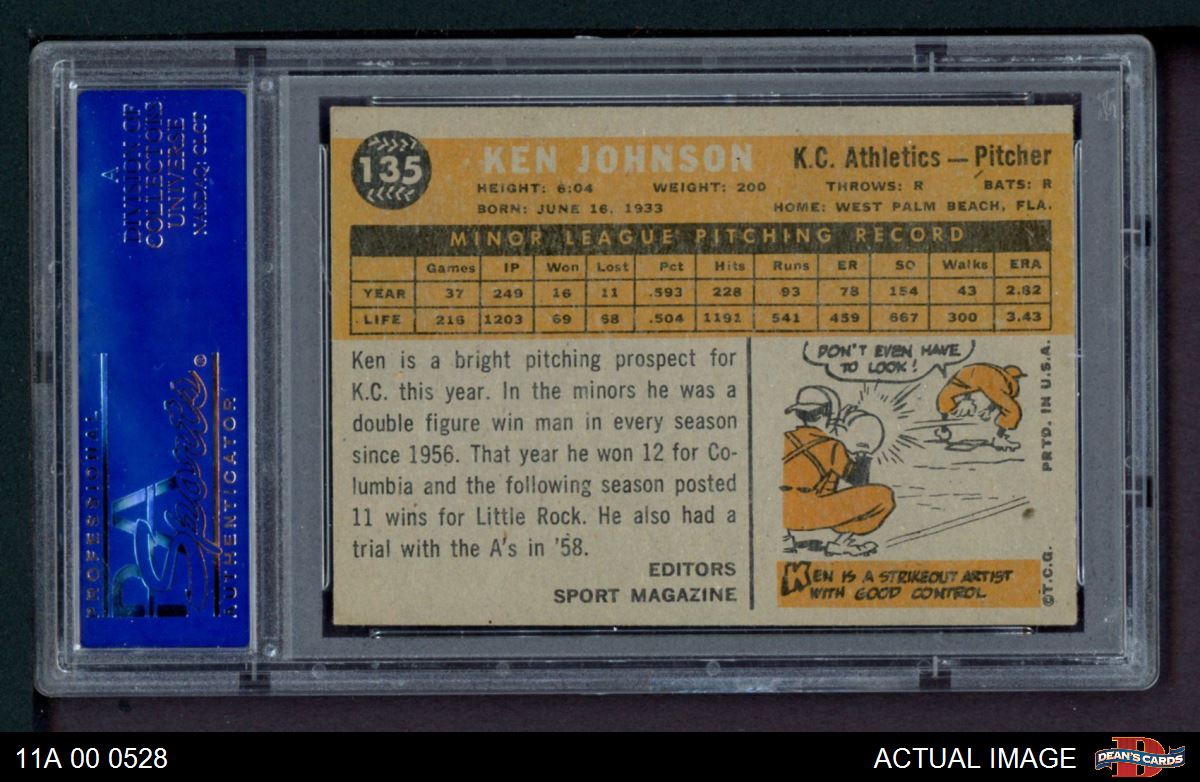 A
DIVISION OF
COLLECTORS
UNIVERSE
NASDAQ: CLCT
PROFESSIONAL
PSA
Sports®
AUTHENTICATOR
135
KEN JOHNSON
K.C. Athletics — Pitcher
HEIGHT: 6:04 WEIGHT: 200 THROWS: R BATS: R
BORN: JUNE 16, 1933 HOME: WEST PALM BEACH, FLA.
MINOR LEAGUE PITCHING RECORD
Games IP Won Lost Pct Hits Runs ER SO Walks ERA
YEAR 37 249 16 11 .593 228 93 78 154 43 2.82
LIFE 216 1203 69 68 .504 1191 541 459 667 300 3.43
Ken is a bright pitching prospect for
K.C. this year. In the minors he was a
double figure win man in every season
since 1956. That year he won 12 for Co-
lumbia and the following season posted
11 wins for Little Rock. He also had a
trial with the A's in '58.
EDITORS
SPORT MAGAZINE
DON'T EVEN HAVE
TO LOOK!
KEN IS A STRIKEOUT ARTIST
WITH GOOD CONTROL
©T.C.G. PRTD. IN U.S.A.
11A 00 0528
ACTUAL IMAGE
DEAN'S CARDS